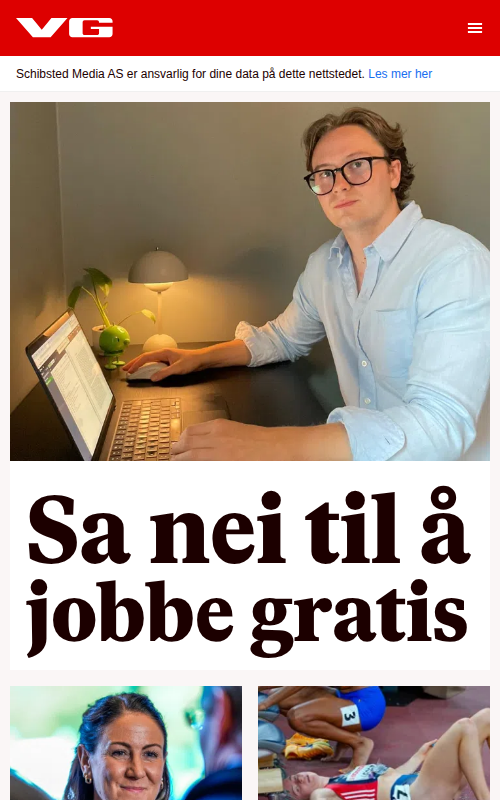 VG
Schibsted Media AS er ansvarlig for dine data på dette nettstedet. Les mer her
Sa nei til å
jobbe gratis
3